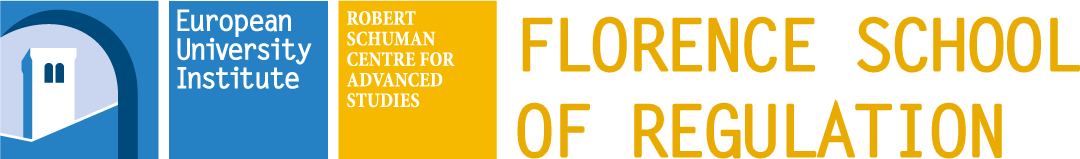 European
University
Institute
ROBERT
SCHUMAN
CENTRE FOR
ADVANCED
STUDIES
FLORENCE SCHOOL
OF REGULATION